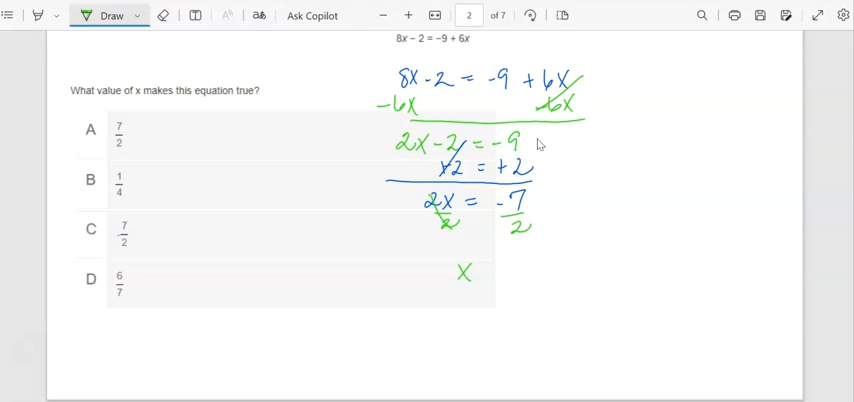 Draw
Ask Copilot
2 of 7
8x – 2 = –9 + 6x
8x - 2 = -9 + 6x
-6x -6x
What value of x makes this equation true?
A 7/2
2x - 2 = -9
+2 = +2
B 1/4
2x = -7
2 2
C -7/2
D 6/7
x